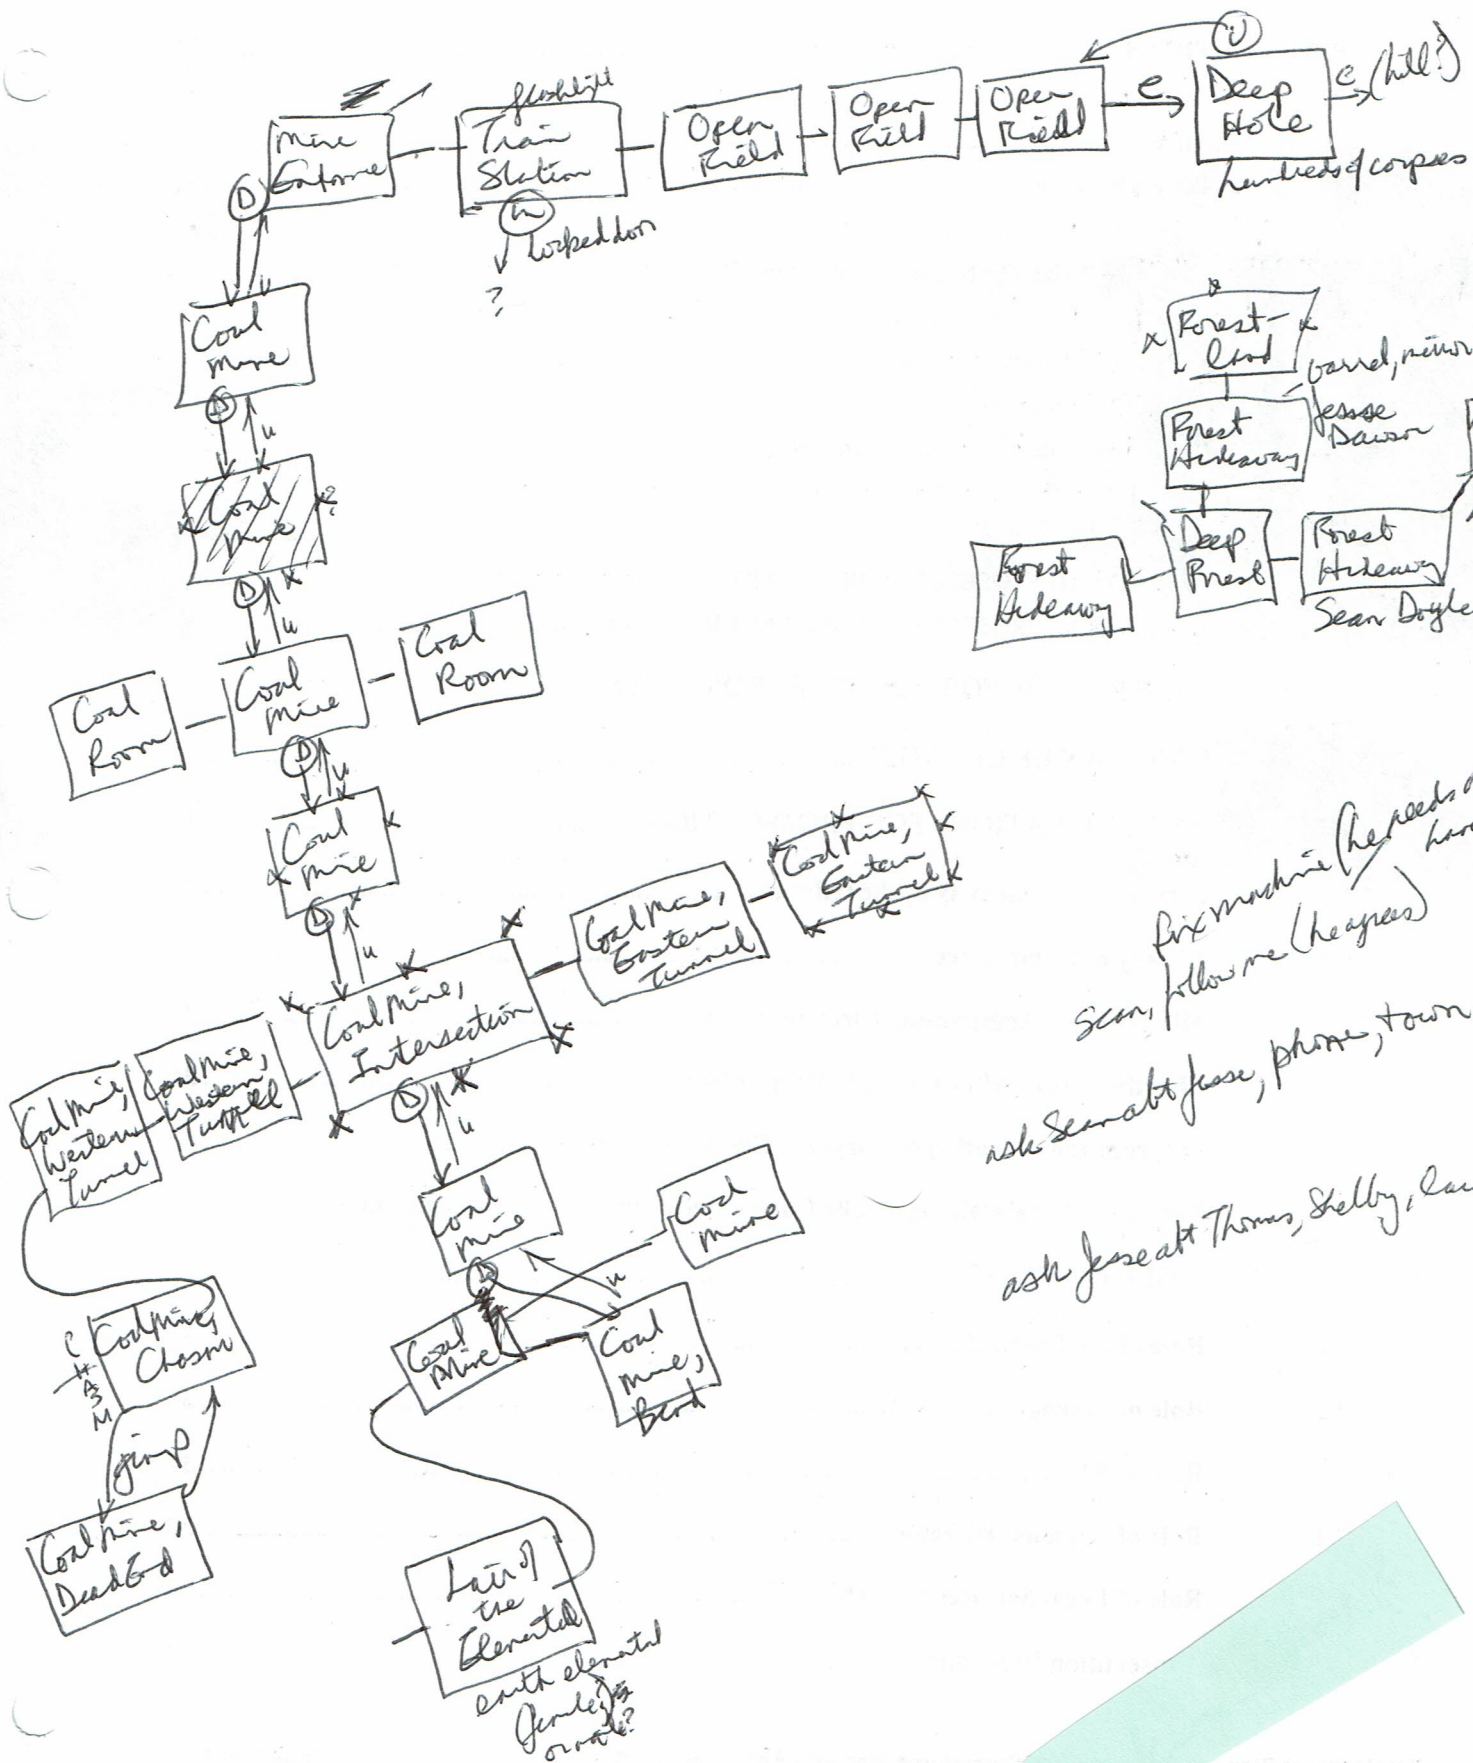 flashlight
Mine
Entrance
Train
Station
Open
Field
Open
Field
Open
Field
e
U
Deep
Hole
e
(hill?)
hundreds of corpses
D
locked door
?
u
Coal
Mine
D
u
Coal
Mine
?
D
u
Coal
Room
Coal
Mine
Coal
Room
D
u
Coal
Mine
D
u
Forest-
land
barrel, mirror
Jessse
Dawson
Forest
Hideaway
Forest
Hideaway
Deep
Forest
Forest
Hideaway
Sean Doyle
Coal Mine,
Eastern
Tunnel
Coal Mine,
Eastern
Tunnel
Coal Mine,
Intersection
Coal Mine,
Western
Tunnel
Coal Mine,
Western
Tunnel
D
u
fix machine (he needs
Sean, follow me (he agrees)
ask Sean abt Jesse, phone, town
ask Jesse abt Thomas, Shelby,
Coal
Mine
D
u
Coal
Mine
Coal
Mine
Coal
Mine,
Bend
Coal Mine,
Chasm
CHASM
jump
Coal Mine,
Dead End
Lair of
the
Elemental
earth elemental